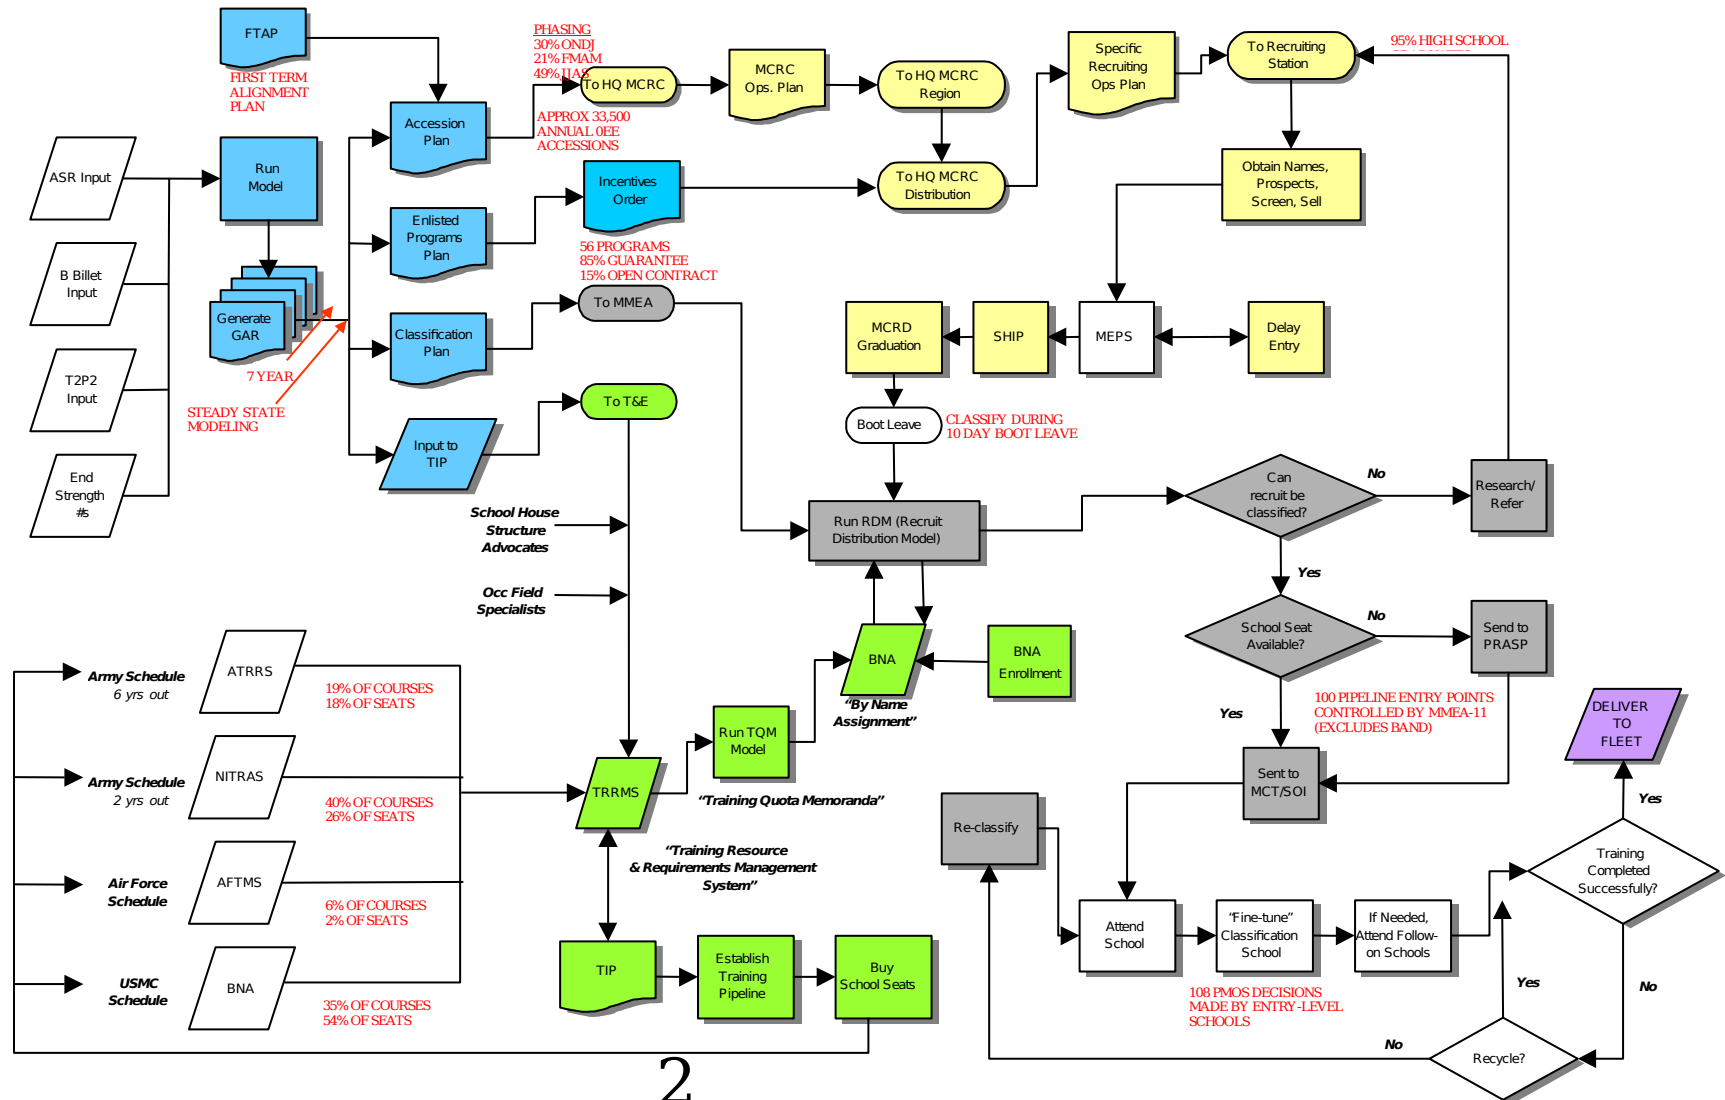 FTAP
FIRST TERM
ALIGNMENT
PLAN
PHASING
30% ONDJ
21% FMAM
49% JJAS
To HQ MCRC
APPROX 33,500
ANNUAL 0EE
ACCESSIONS
MCRC
Ops. Plan
To HQ MCRC
Region
Specific
Recruiting
Ops Plan
To Recruiting
Station
95% HIGH SCHOOL
Accession
Plan
ASR Input
Run
Model
Enlisted
Programs
Plan
Incentives
Order
56 PROGRAMS
85% GUARANTEE
15% OPEN CONTRACT
To HQ MCRC
Distribution
Obtain Names,
Prospects,
Screen, Sell
B Billet
Input
Generate
GAR
7 YEAR
STEADY STATE
MODELING
Classification
Plan
To MMEA
MCRD
Graduation
SHIP
MEPS
Delay
Entry
T2P2
Input
Input to
TIP
To T&E
Boot Leave
CLASSIFY DURING
10 DAY BOOT LEAVE
End
Strength
#s
School House
Structure
Advocates
Occ Field
Specialists
Run RDM (Recruit
Distribution Model)
Can
recruit be
classified?
No
Research/
Refer
Yes
School Seat
Available?
No
Send to
PRASP
Yes
100 PIPELINE ENTRY POINTS
CONTROLLED BY MMEA-11
(EXCLUDES BAND)
BNA
"By Name
Assignment"
BNA
Enrollment
Army Schedule
6 yrs out
ATRRS
19% OF COURSES
18% OF SEATS
Army Schedule
2 yrs out
NITRAS
40% OF COURSES
26% OF SEATS
Air Force
Schedule
AFTMS
6% OF COURSES
2% OF SEATS
USMC
Schedule
BNA
35% OF COURSES
54% OF SEATS
TRRMS
Run TQM
Model
"Training Quota Memoranda"
"Training Resource
& Requirements Management
System"
TIP
Establish
Training
Pipeline
Buy
School Seats
Sent to
MCT/SOI
DELIVER
TO
FLEET
Yes
Re-classify
Attend
School
"Fine-tune"
Classification
School
If Needed,
Attend Follow-
on Schools
Training
Completed
Successfully?
108 PMOS DECISIONS
MADE BY ENTRY-LEVEL
SCHOOLS
Yes
No
No
Recycle?
2